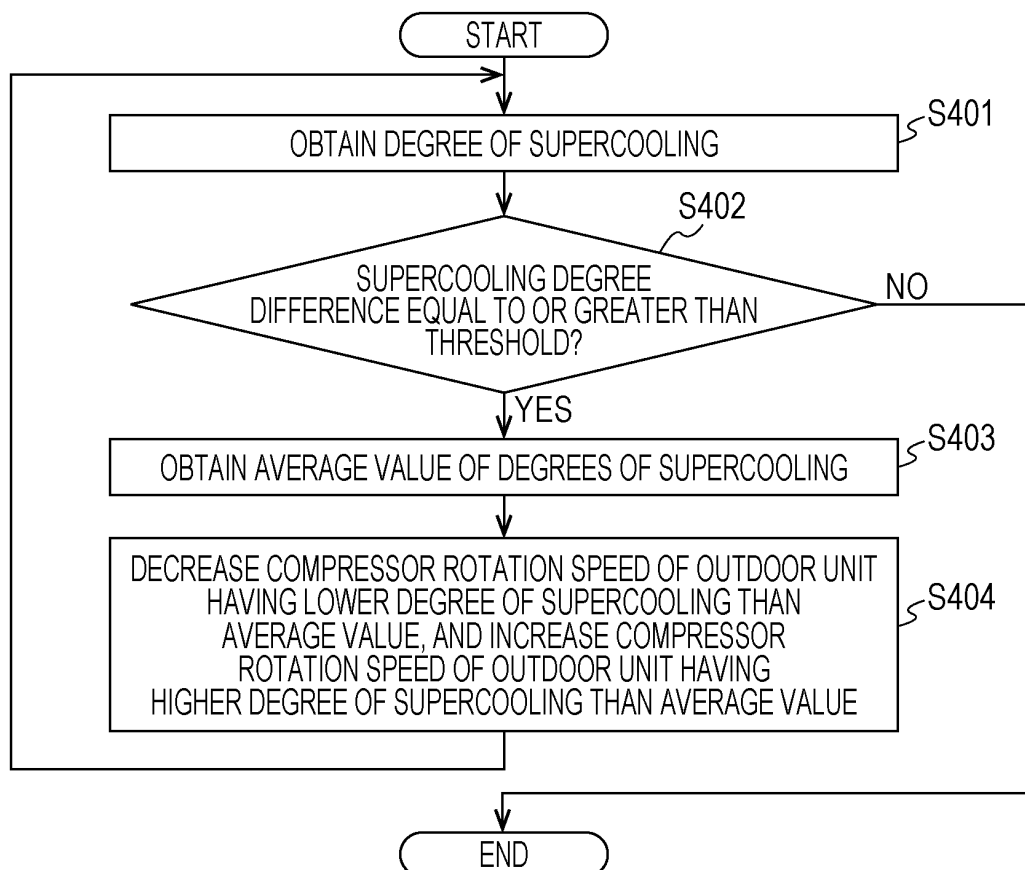 START
S401
OBTAIN DEGREE OF SUPERCOOLING
S402
SUPERCOOLING DEGREE
DIFFERENCE EQUAL TO OR GREATER THAN
THRESHOLD?
NO
YES
S403
OBTAIN AVERAGE VALUE OF DEGREES OF SUPERCOOLING
DECREASE COMPRESSOR ROTATION SPEED OF OUTDOOR UNIT
HAVING LOWER DEGREE OF SUPERCOOLING THAN
AVERAGE VALUE, AND INCREASE COMPRESSOR
ROTATION SPEED OF OUTDOOR UNIT HAVING
HIGHER DEGREE OF SUPERCOOLING THAN AVERAGE VALUE
S404
END